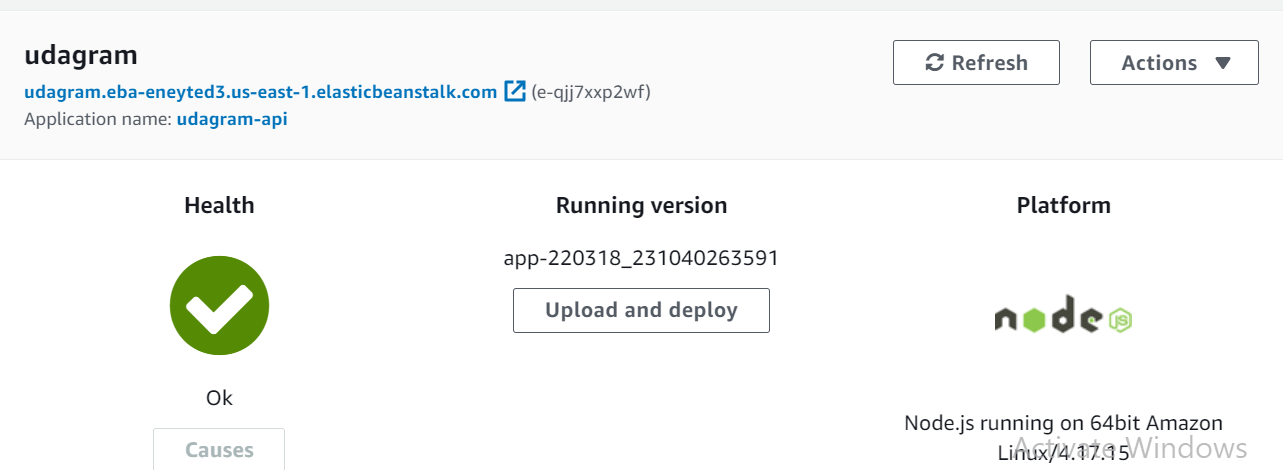 udagram
Refresh
Actions
udagram.eba-eneyted3.us-east-1.elasticbeanstalk.com (e-qjj7xxp2wf)
Application name: udagram-api
Health
Running version
Platform
app-220318_231040263591
Upload and deploy
node JS
Ok
Causes
Node.js running on 64bit Amazon
Linux/4.17.15
Activate Windows